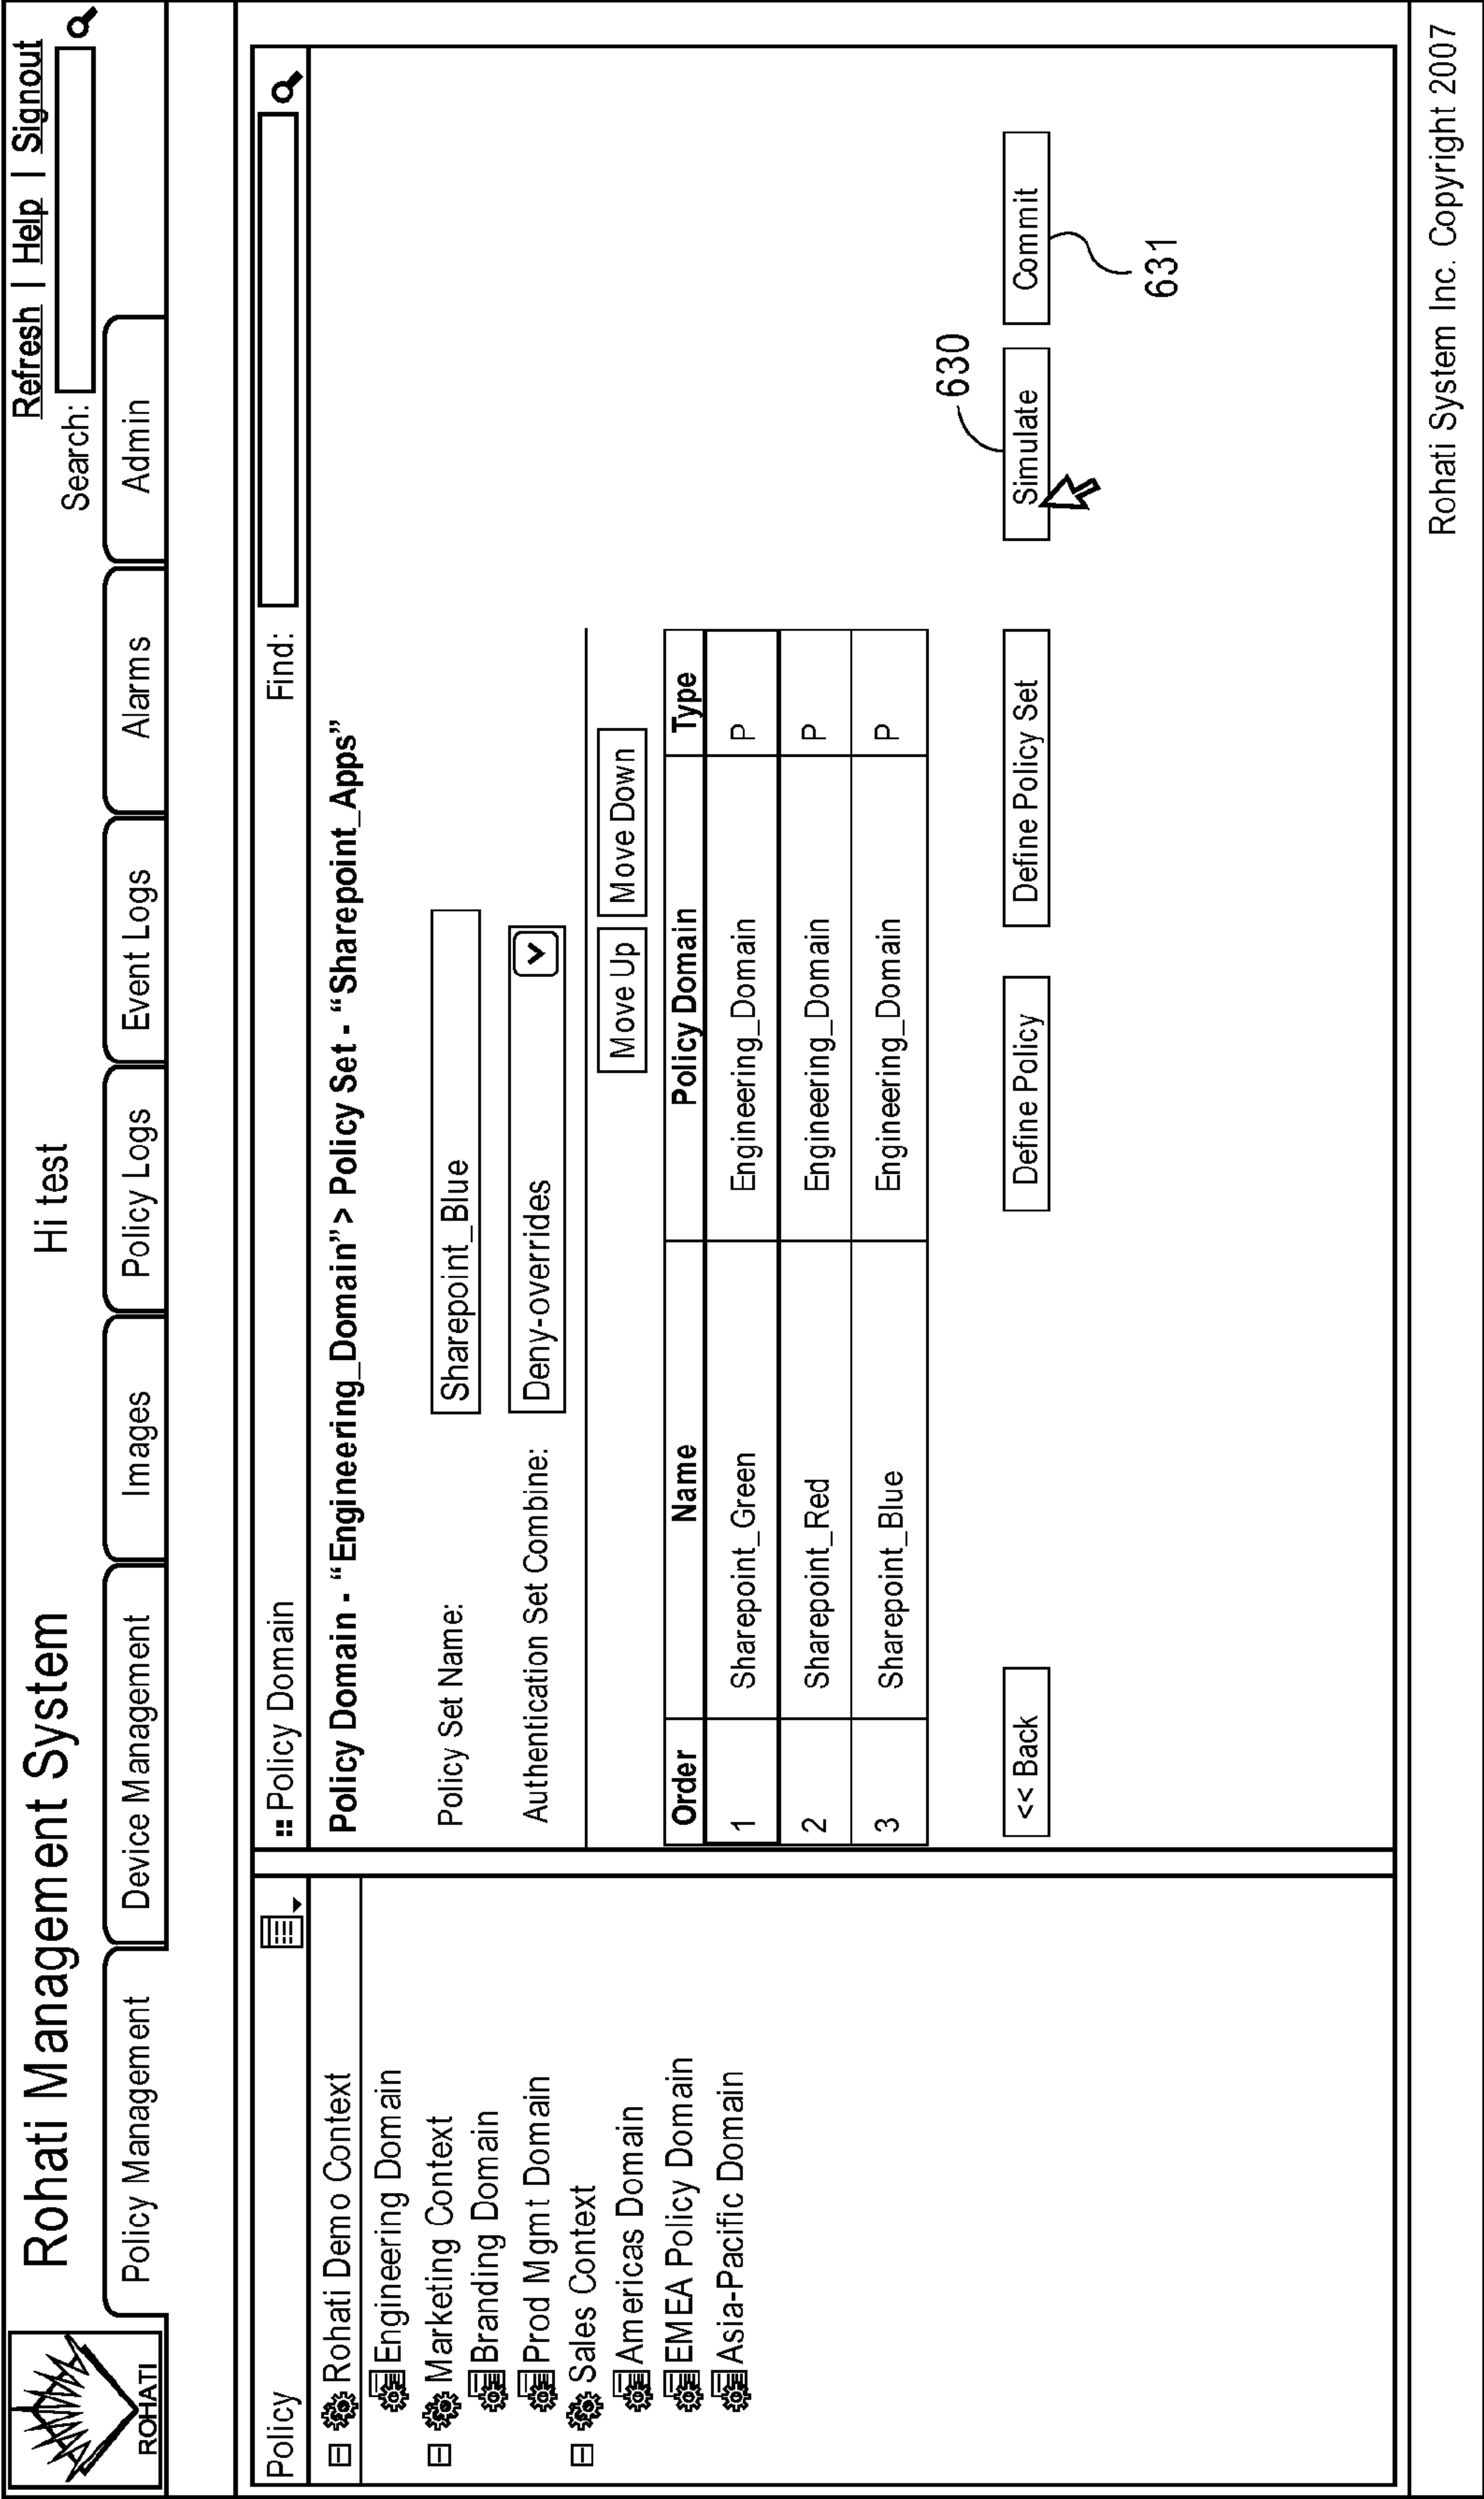 ROHATI
Rohati Management System
Hi test
Refresh | Help | Signout
Search:
Policy Management
Device Management
Images
Policy Logs
Event Logs
Alarms
Admin
Policy
Rohati Demo Context
Engineering Domain
Marketing Context
Branding Domain
Prod Mgmt Domain
Sales Context
Americas Domain
EMEA Policy Domain
Asia-Pacific Domain
Policy Domain
Find:
Policy Domain - “Engineering_Domain” > Policy Set - “Sharepoint_Apps”
Policy Set Name: Sharepoint_Blue
Authentication Set Combine: Deny-overrides
Move Up Move Down
Order Name Policy Domain Type
1 Sharepoint_Green Engineering_Domain P
2 Sharepoint_Red Engineering_Domain P
3 Sharepoint_Blue Engineering_Domain P
630
<< Back Define Policy Define Policy Set Simulate Commit
631
Rohati System Inc. Copyright 2007